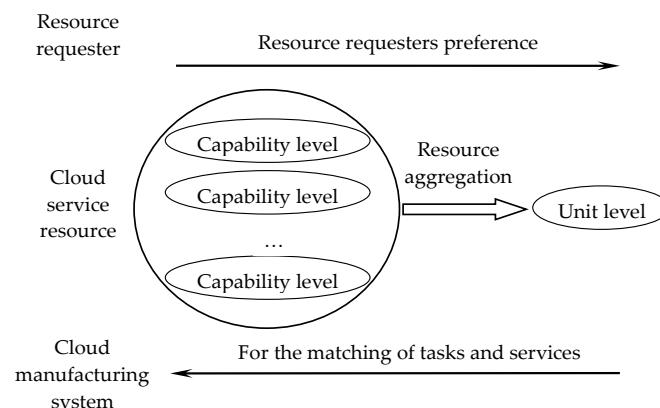 Resource
requester
Resource requesters preference
Capability level
Capability level
...
Capability level
Cloud
service
resource
Resource
aggregation
Unit level
For the matching of tasks and services
Cloud
manufacturing
system